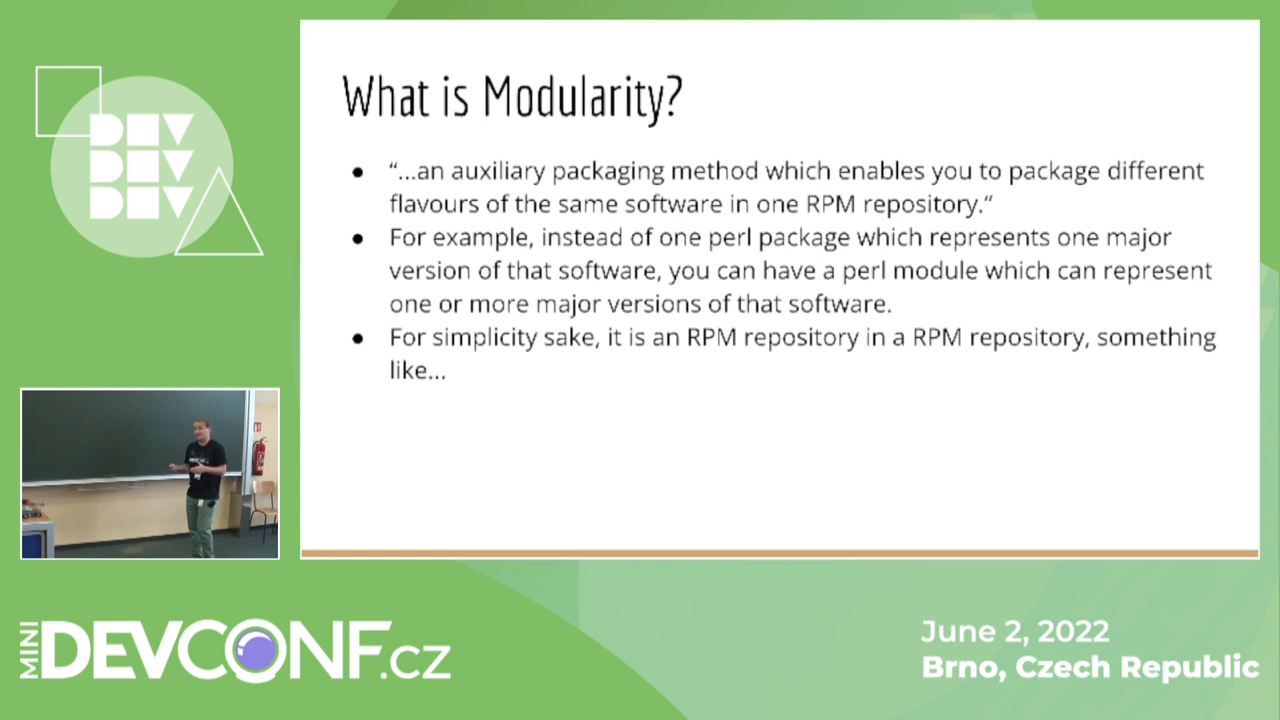 DEV
DEV
DEV
What is Modularity?
● “...an auxiliary packaging method which enables you to package different
flavours of the same software in one RPM repository.“
● For example, instead of one perl package which represents one major
version of that software, you can have a perl module which can represent
one or more major versions of that software.
● For simplicity sake, it is an RPM repository in a RPM repository, something
like...
MINI DEVCONF.CZ
June 2, 2022
Brno, Czech Republic